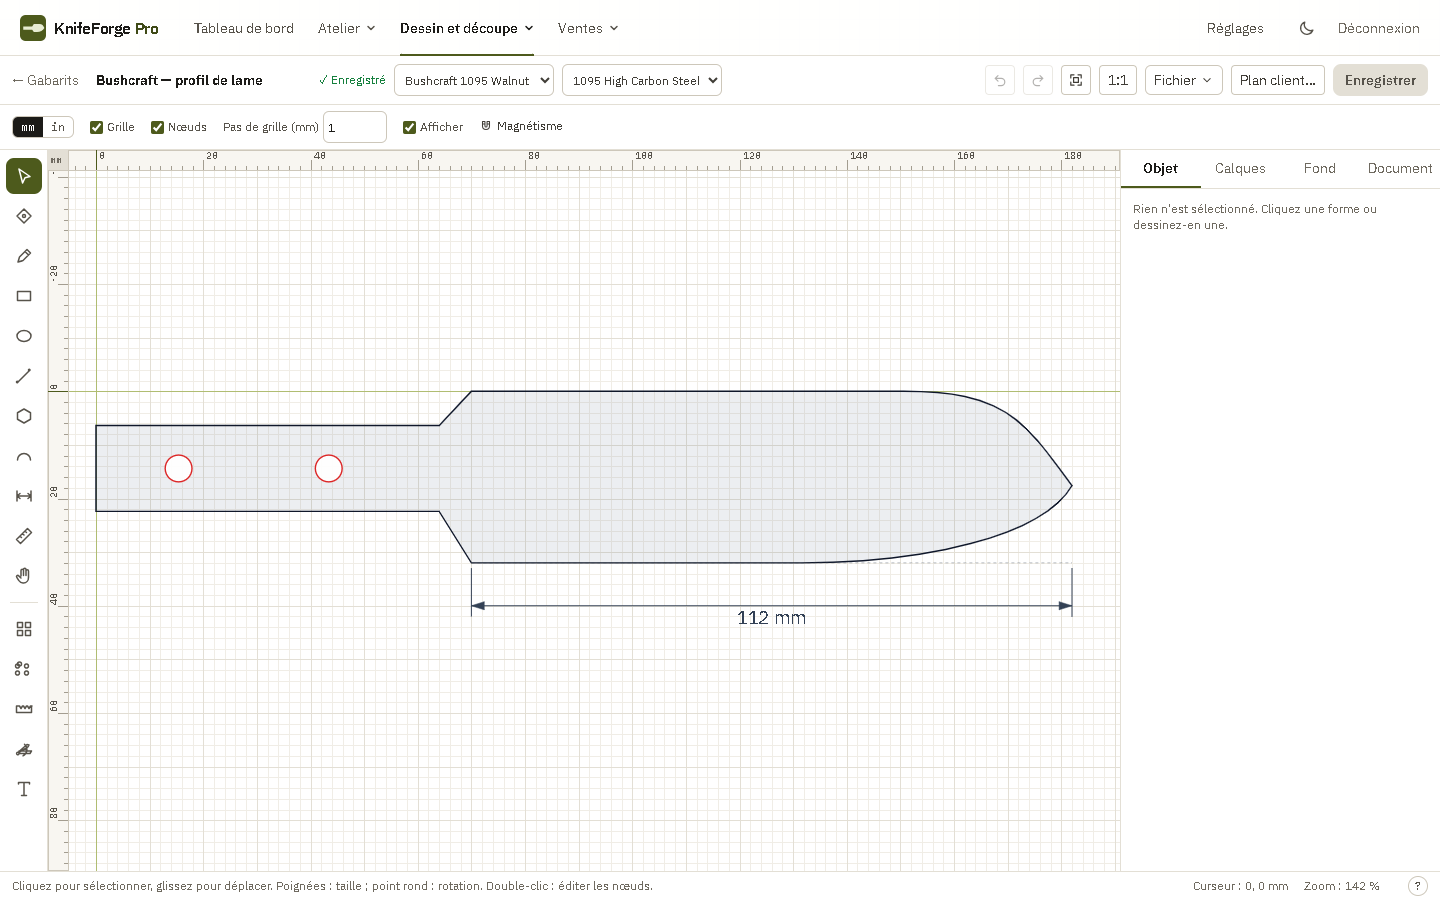 KnifeForge Pro
Tableau de bord
Atelier
Dessin et découpe
Ventes
Réglages
Déconnexion
← Gabarits
Bushcraft — profil de lame
✓ Enregistré
Bushcraft 1095 Walnut
1095 High Carbon Steel
1:1
Fichier
Plan client...
Enregistrer
mm
in
Grille
Nœuds
Pas de grille (mm)
1
Afficher
Magnétisme
mm
0
20
40
60
80
100
120
140
160
180
-20
0
20
40
60
80
112 mm
Objet
Calques
Fond
Document
Rien n'est sélectionné. Cliquez une forme ou
dessinez-en une.
Cliquez pour sélectionner, glissez pour déplacer. Poignées : taille ; point rond : rotation. Double-clic : éditer les nœuds.
Curseur : 0, 0 mm
Zoom : 142 %
?